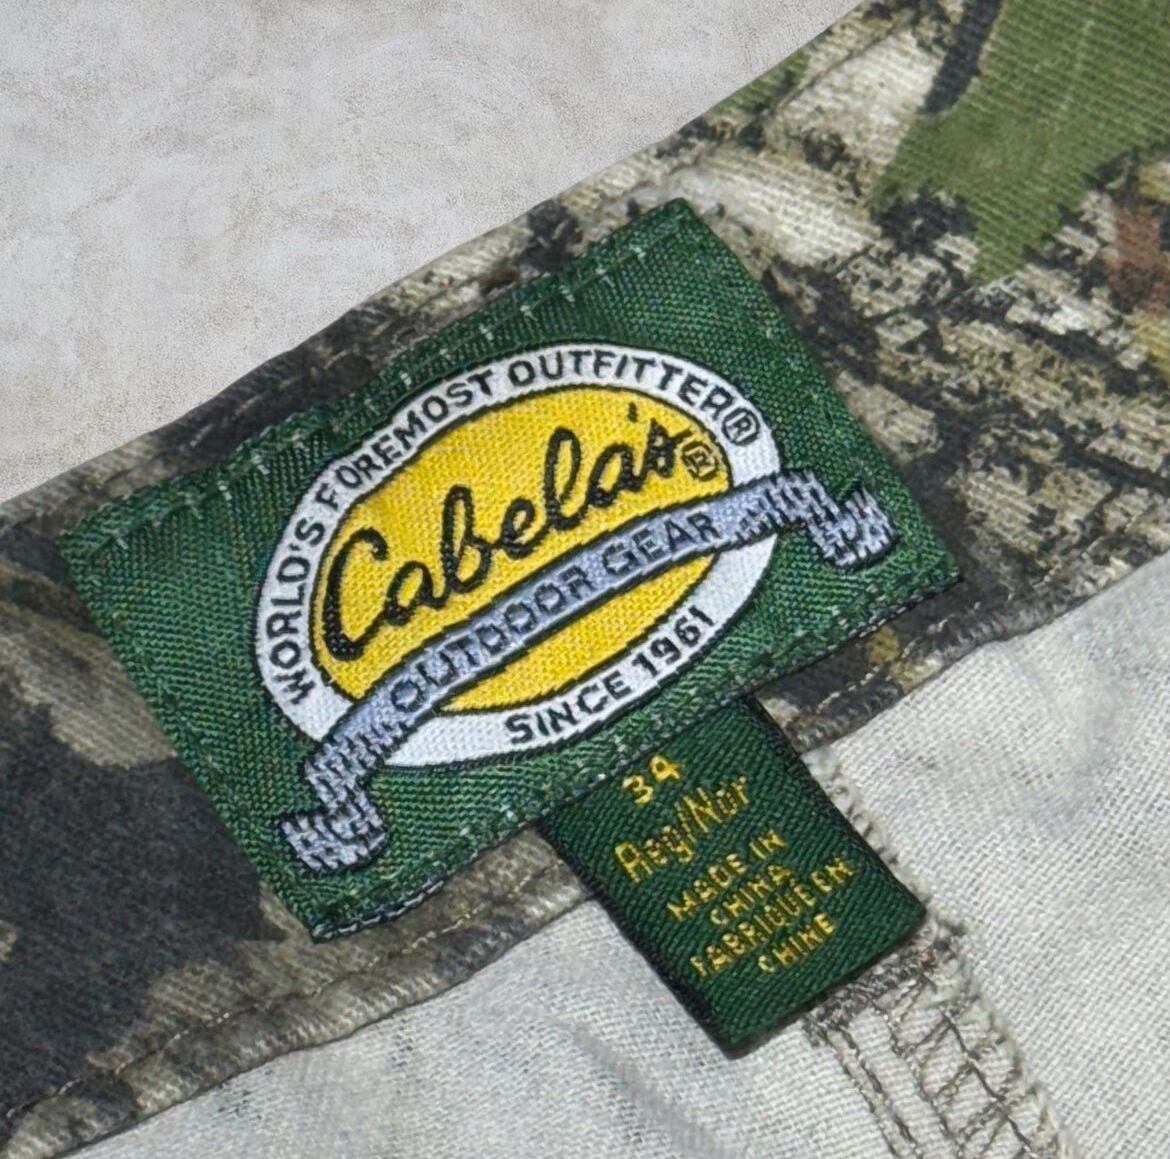 WORLD'S FOREMOST OUTFITTER®
Cabela's®
OUTDOOR GEAR
SINCE 1961
34
Reg/Nor
MADE IN
CHINA
FABRIQUE EN
CHINE